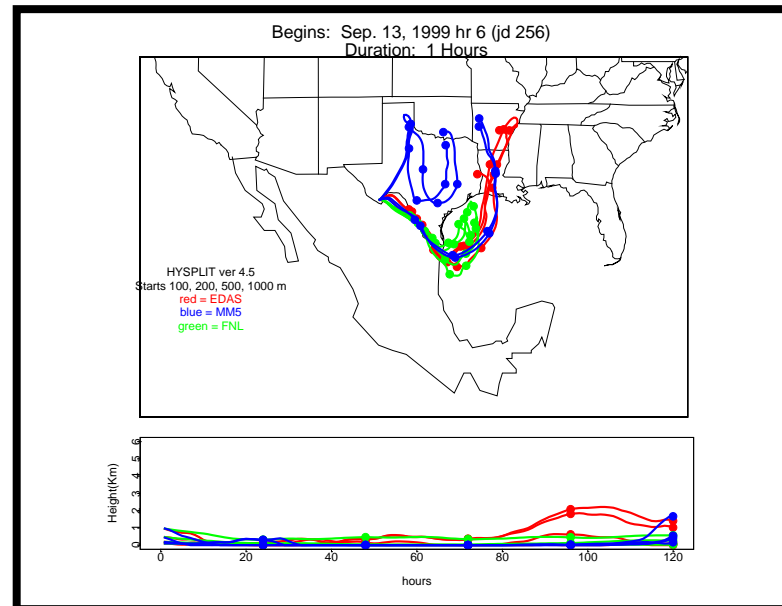 Begins:  Sep. 13, 1999 hr 6 (jd 256)
Duration:  1 Hours
HYSPLIT ver 4.5
Starts 100, 200, 500, 1000 m
red = EDAS
blue = MM5
green = FNL
Height(Km)
6
5
4
3
2
1
0
0 20 40 60 80 100 120
hours